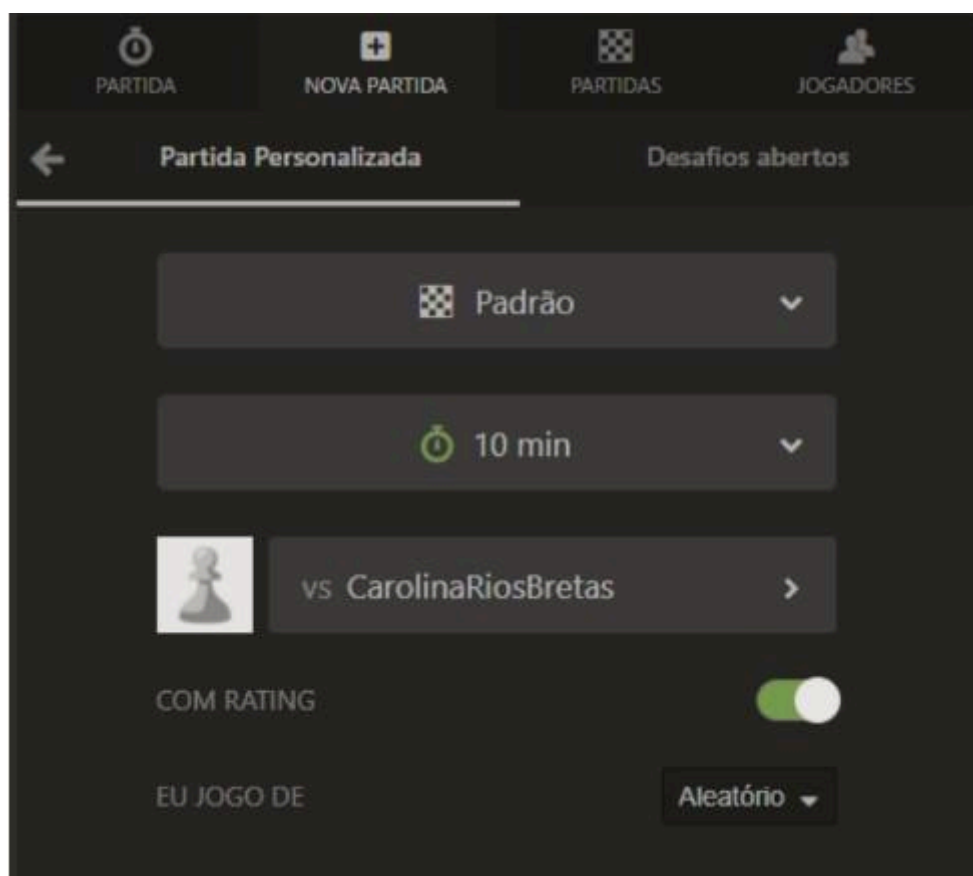 PARTIDA
NOVA PARTIDA
PARTIDAS
JOGADORES
Partida Personalizada
Desafios abertos
Padrão
10 min
vs CarolinaRiosBretas
COM RATING
EU JOGO DE
Aleatório